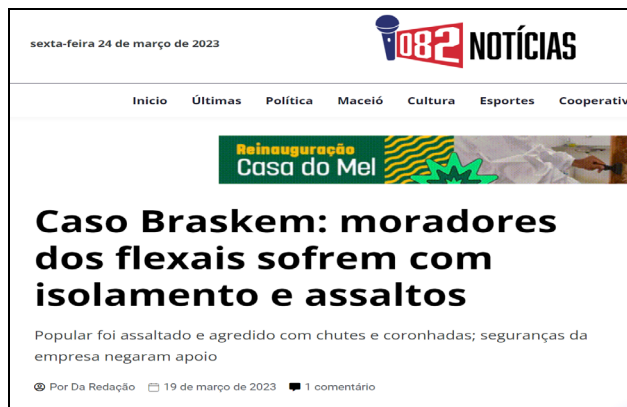 sexta-feira 24 de março de 2023
082 NOTÍCIAS
Inicio Últimas Política Maceió Cultura Esportes Cooperativ
Reinauguração
Casa do Mel
Caso Braskem: moradores
dos flexais sofrem com
isolamento e assaltos
Popular foi assaltado e agredido com chutes e coronhadas; seguranças da
empresa negaram apoio
Por Da Redação 19 de março de 2023 1 comentário